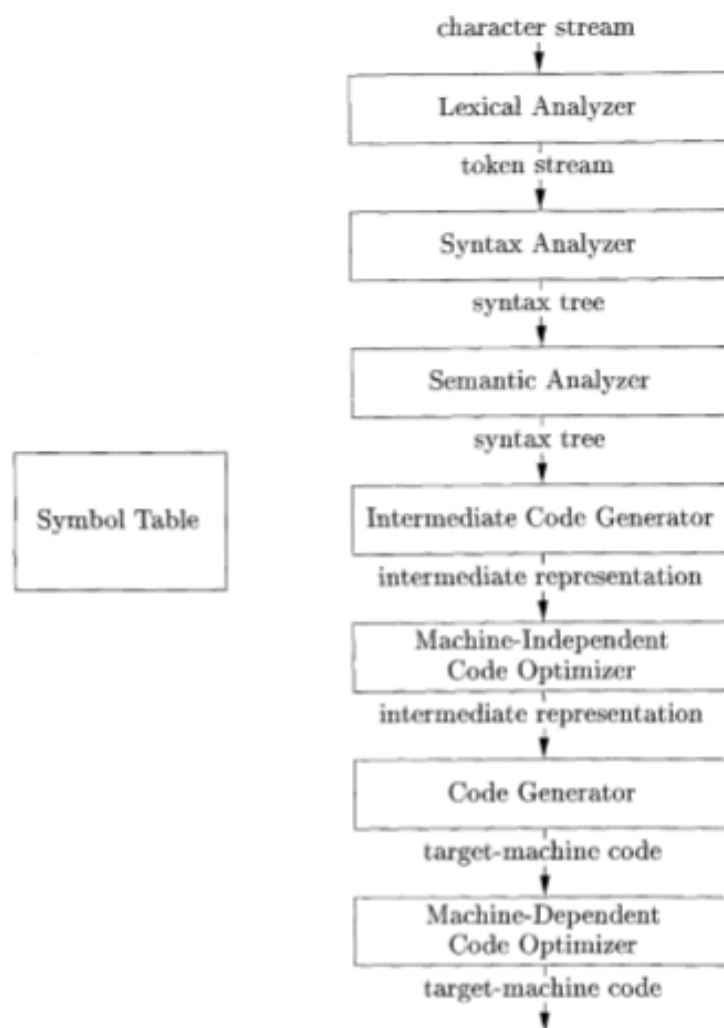 character stream
Lexical Analyzer
token stream
Syntax Analyzer
syntax tree
Semantic Analyzer
syntax tree
Symbol Table
Intermediate Code Generator
intermediate representation
Machine-Independent
Code Optimizer
intermediate representation
Code Generator
target-machine code
Machine-Dependent
Code Optimizer
target-machine code